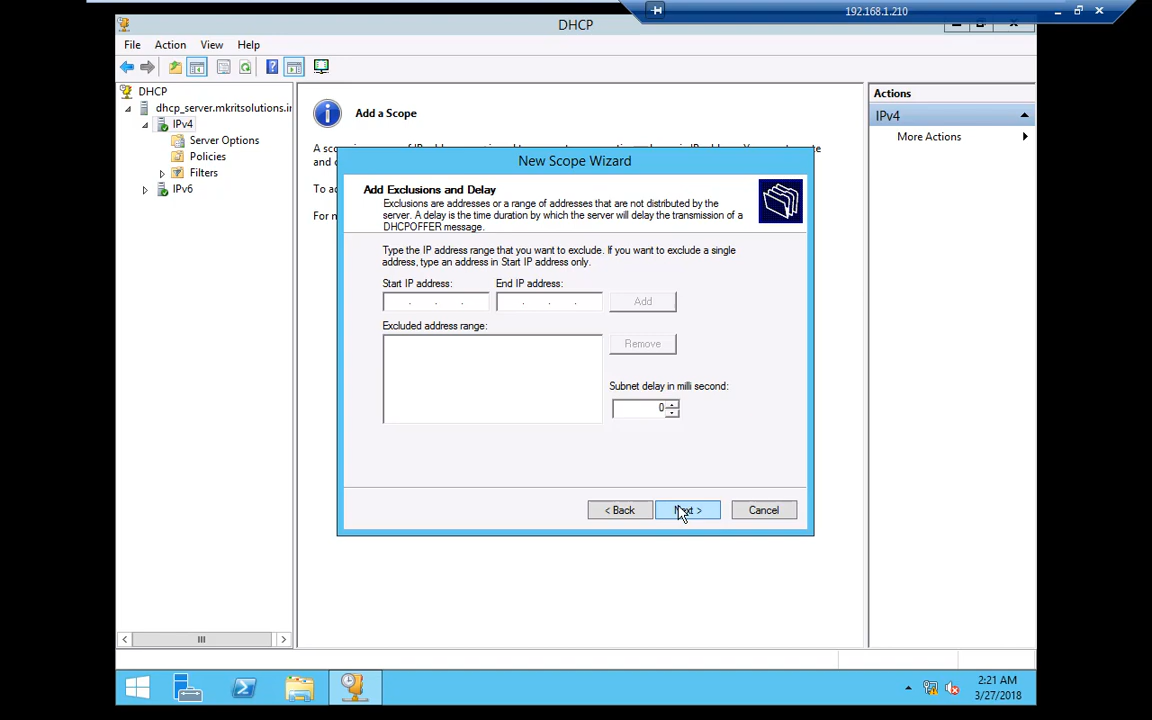 192.168.1.210
DHCP
File Action View Help
DHCP
dhcp_server.mkritsolutions.ir
IPv4
Server Options
Policies
Filters
IPv6
Add a Scope
New Scope Wizard
Add Exclusions and Delay
Exclusions are addresses or a range of addresses that are not distributed by the
server. A delay is the time duration by which the server will delay the transmission of a
DHCPOFFER message.
Type the IP address range that you want to exclude. If you want to exclude a single
address, type an address in Start IP address only.
Start IP address: End IP address:
Add
Excluded address range:
Remove
Subnet delay in milli second:
0
< Back Next > Cancel
Actions
IPv4
More Actions
2:21 AM
3/27/2018